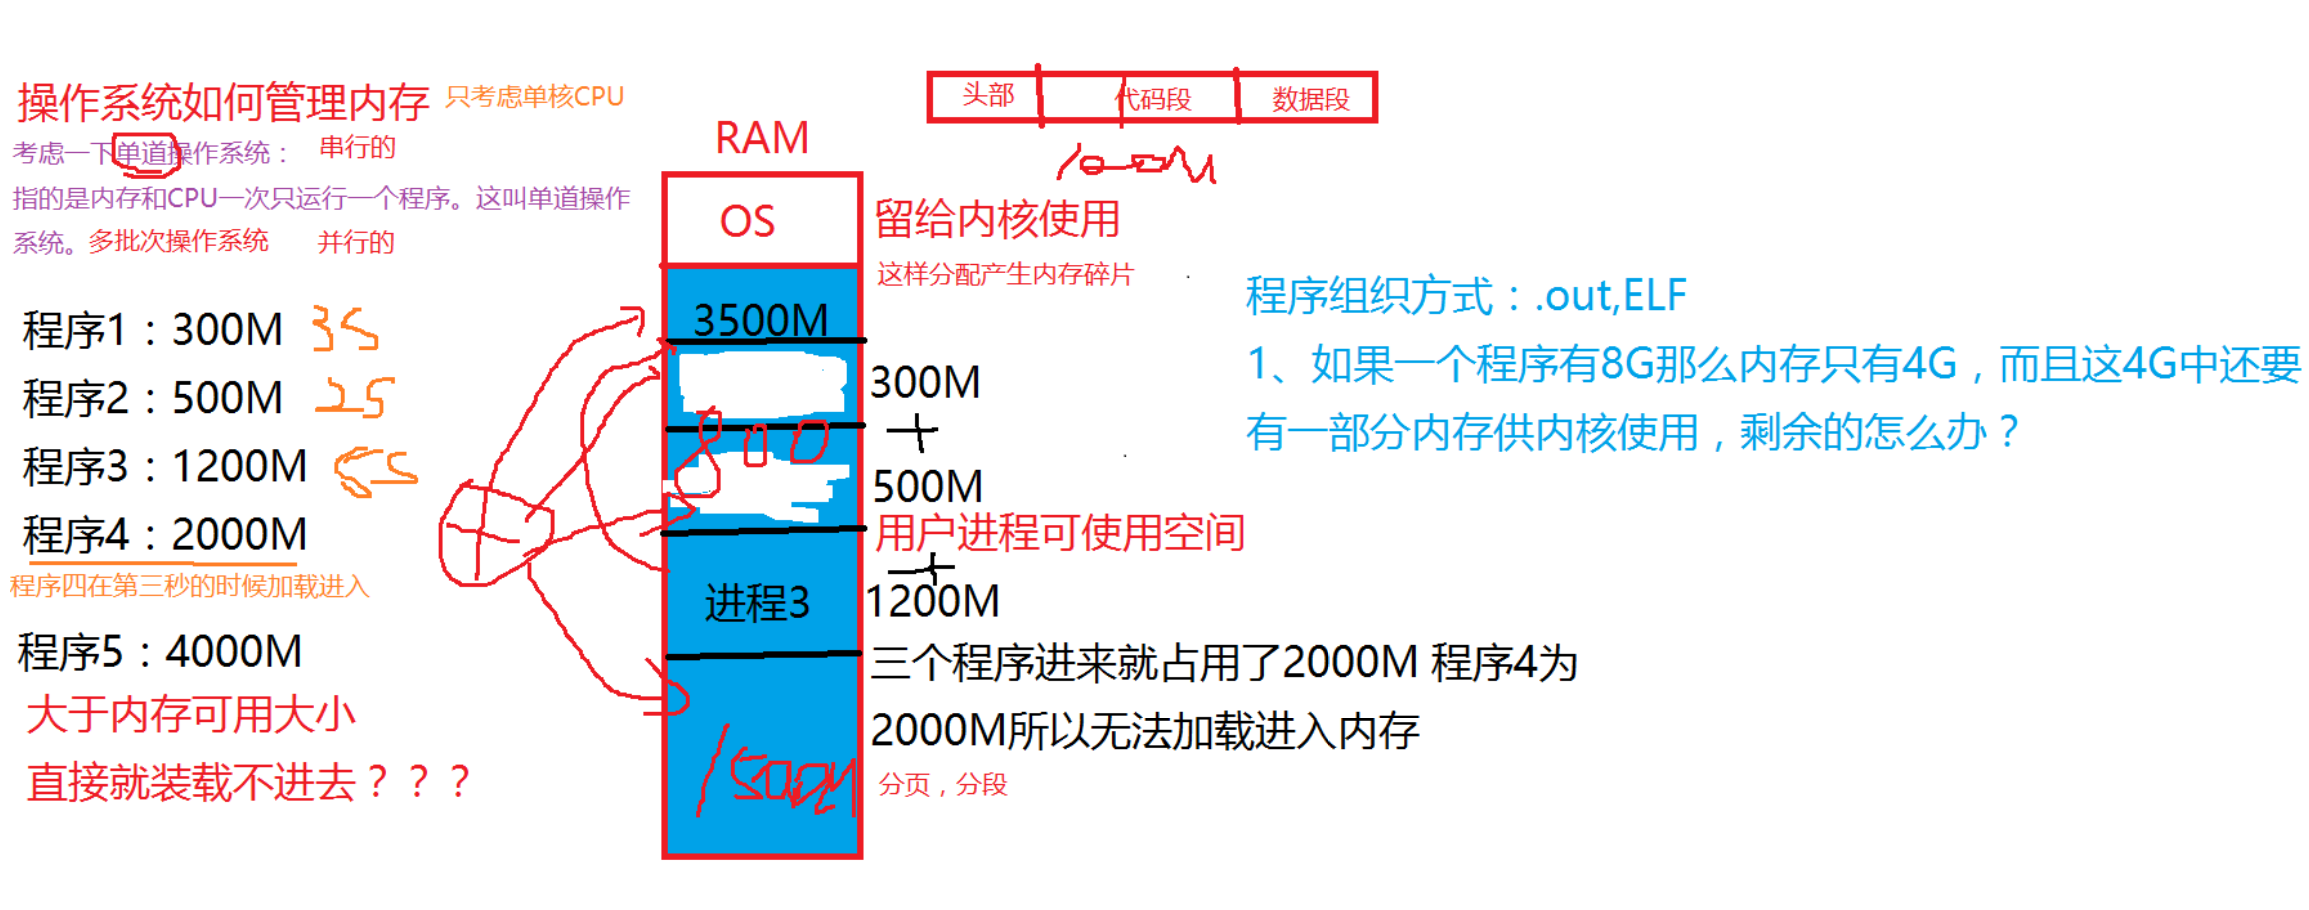 操作系统如何管理内存
只考虑单核CPU
考虑一下单道操作系统：
串行的
指的是内存和CPU一次只运行一个程序。这叫单道操作
系统。多批次操作系统
并行的
程序1：300M
3S
程序2：500M
2S
程序3：1200M
程序4：2000M
程序四在第三秒的时候加载进入
程序5：4000M
大于内存可用大小
直接就装载不进去？？？
RAM
OS
3500M
800
进程3
1500M
头部
代码段
数据段
1000M
留给内核使用
这样分配产生内存碎片
300M
500M
用户进程可使用空间
1200M
三个程序进来就占用了2000M 程序4为
2000M所以无法加载进入内存
分页，分段
程序组织方式：.out,ELF
1、如果一个程序有8G那么内存只有4G，而且这4G中还要
有一部分内存供内核使用，剩余的怎么办？